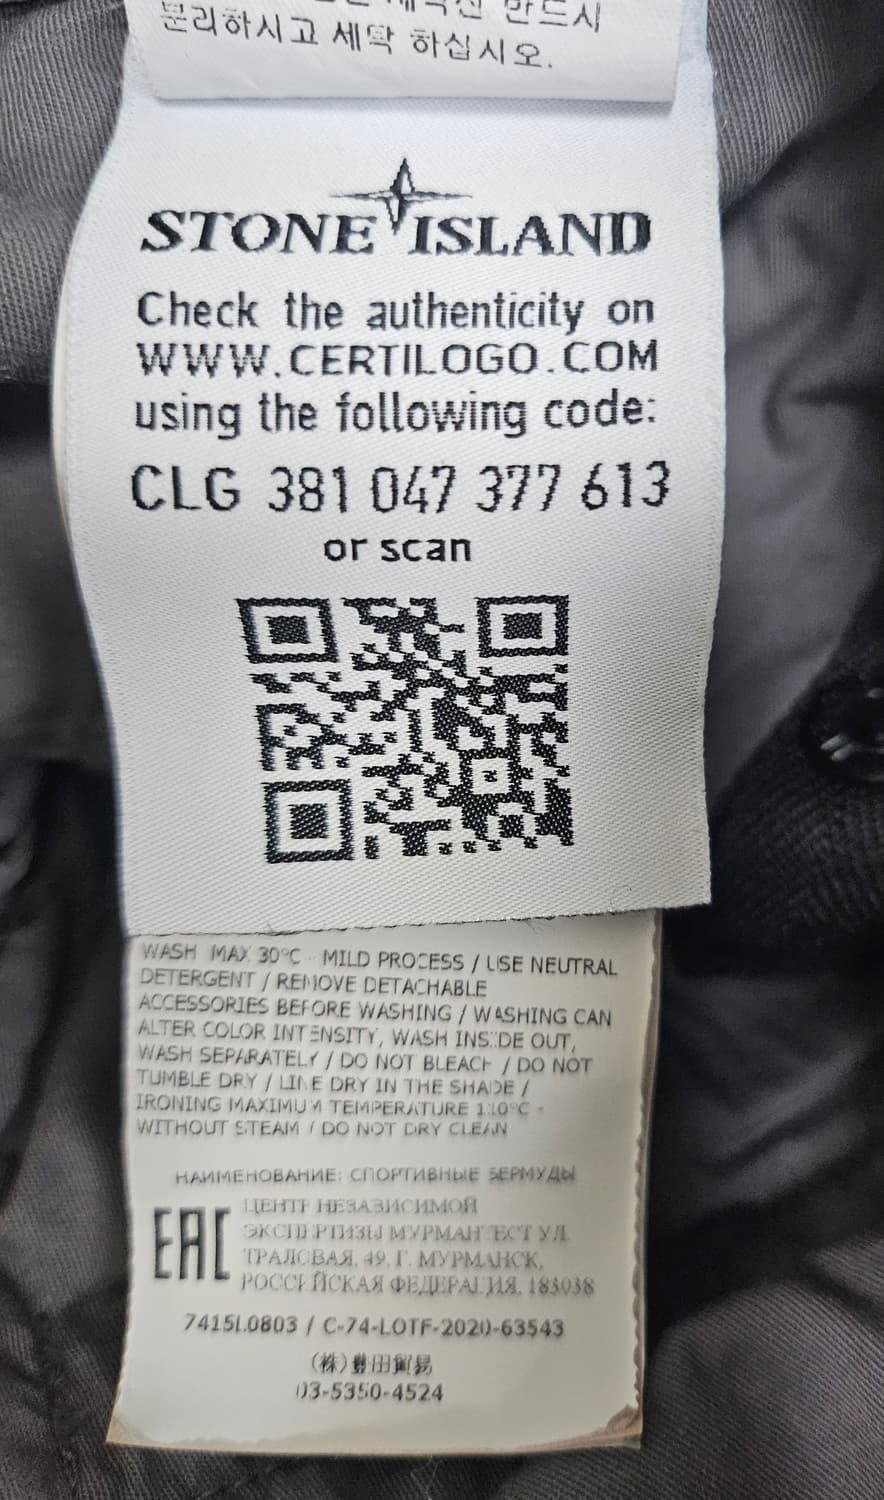 분리하시고 세탁 하십시오.
STONE ISLAND
Check the authenticity on
WWW.CERTILOGO.COM
using the following code:
CLG 381 047 377 613
or scan
WASH MAX 30°C - MILD PROCESS / USE NEUTRAL
DETERGENT / REMOVE DETACHABLE
ACCESSORIES BEFORE WASHING / WASHING CAN
ALTER COLOR INTENSITY, WASH INSIDE OUT,
WASH SEPARATELY / DO NOT BLEACH / DO NOT
TUMBLE DRY / LINE DRY IN THE SHADE /
IRONING MAXIMUM TEMPERATURE 110°C -
WITHOUT STEAM / DO NOT DRY CLEAN
НАИМЕНОВАНИЕ: СПОРТИВНЫЕ БЕРМУДЫ
EAC
ЦЕНТР НЕЗАВИСИМОЙ
ЭКСПЕРТИЗЫ МУРМАНТЕСТ УЛ.
ТРАЛОВАЯ, 49, Г. МУРМАНСК,
РОССИЙСКАЯ ФЕДЕРАЦИЯ, 183038
7415L0803 / C-74-LOTF-2020-63543
(株)豊田貿易
03-5350-4524